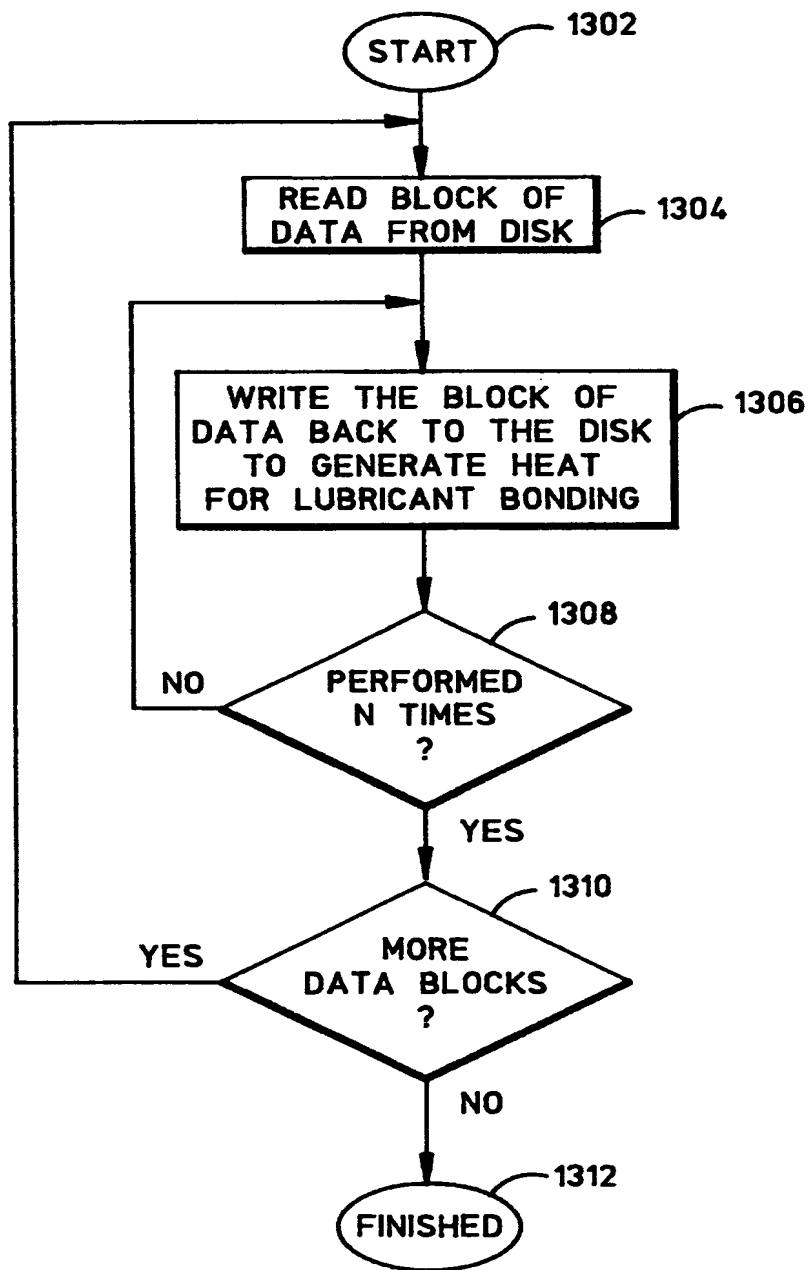 START
1302
READ BLOCK OF
DATA FROM DISK
1304
WRITE THE BLOCK OF
DATA BACK TO THE DISK
TO GENERATE HEAT
FOR LUBRICANT BONDING
1306
1308
NO
PERFORMED
N TIMES
?
YES
1310
YES
MORE
DATA BLOCKS
?
NO
1312
FINISHED